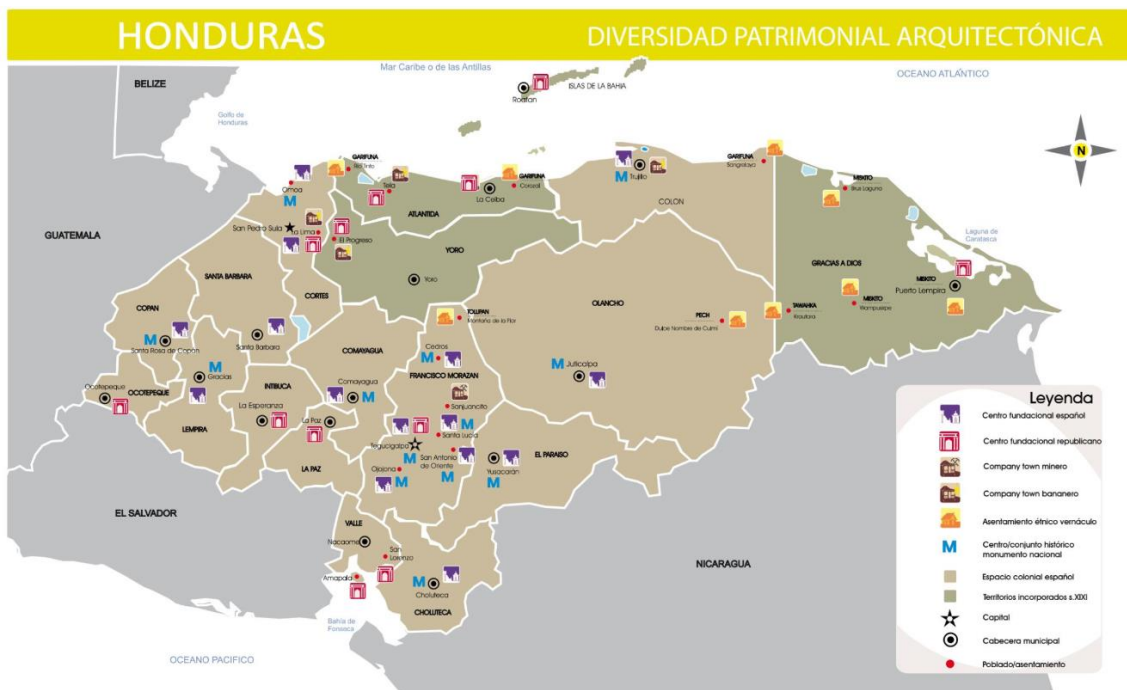 HONDURAS
DIVERSIDAD PATRIMONIAL ARQUITECTÓNICA
Mar Caribe o de las Antillas
OCEANO ATLÁNTICO
BELIZE
ISLAS DE LA BAHIA
Roatan
Golfo de
Honduras
N
GARIFUNA
Omoa
M
Tela
GARIFUNA
Corozal
La Ceiba
ATLANTIDA
M Trujillo
GARIFUNA
Sangrelaya
COLON
MISKITO
Brus Laguna
Laguna de
Caratasca
San Pedro Sula
La Lima
El Progreso
GUATEMALA
YORO
Yoro
GRACIAS A DIOS
MISKITO
Puerto Lempira
SANTA BARBARA
CORTES
COPAN
OLANCHO
MISKITO
Wampusirpe
TAWAHKA
Krautara
PECH
Dulce Nombre de Culmí
TOLUPAN
Montaña de la Flor
M
Santa Rosa de Copan
Santa Barbara
COMAYAGUA
Cedros
M
M
Gracias
FRANCISCO MORAZAN
M Juticalpa
Ocotepeque
OCOTEPEQUE
INTIBUCA
Comayagua
M
La Esperanza
La Paz
Sanjuancito
LEMPIRA
M
Santa Lucia
Tegucigalpa
M
San Antonio
de Oriente
M
Yuscarán
M
EL PARAISO
LA PAZ
Ojojona
M
EL SALVADOR
VALLE
Nacaome
San
Lorenzo
Amapala
M
Choluteca
CHOLUTECA
Bahia de
Fonseca
NICARAGUA
OCEANO PACIFICO
Leyenda
Centro fundacional español
Centro fundacional republicano
Company town minero
Company town bananero
Asentamiento étnico vernáculo
M Centro/conjunto histórico
monumento nacional
Espacio colonial español
Territorios incorporados s.XIXI
Capital
Cabecera municipal
Poblado/asentamiento